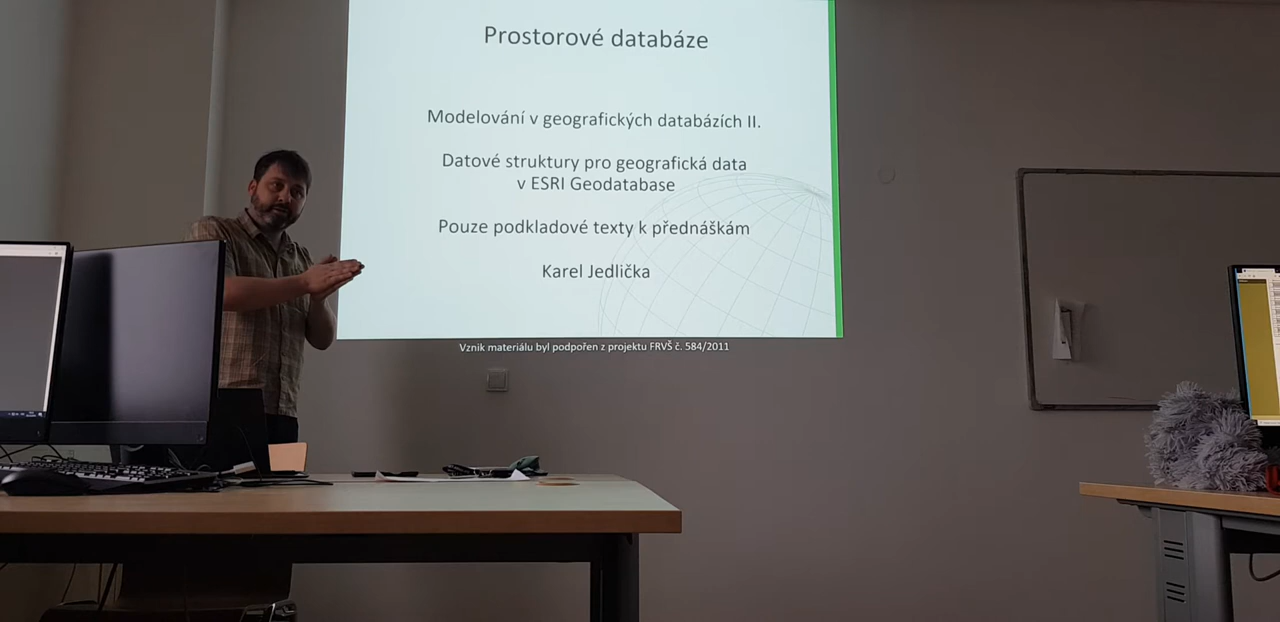 Prostorové databáze
Modelování v geografických databázích II.
Datové struktury pro geografická data
v ESRI Geodatabase
Pouze podkladové texty k přednáškám
Karel Jedlička
Vznik materiálu byl podpořen z projektu FRVŠ č. 584/2011